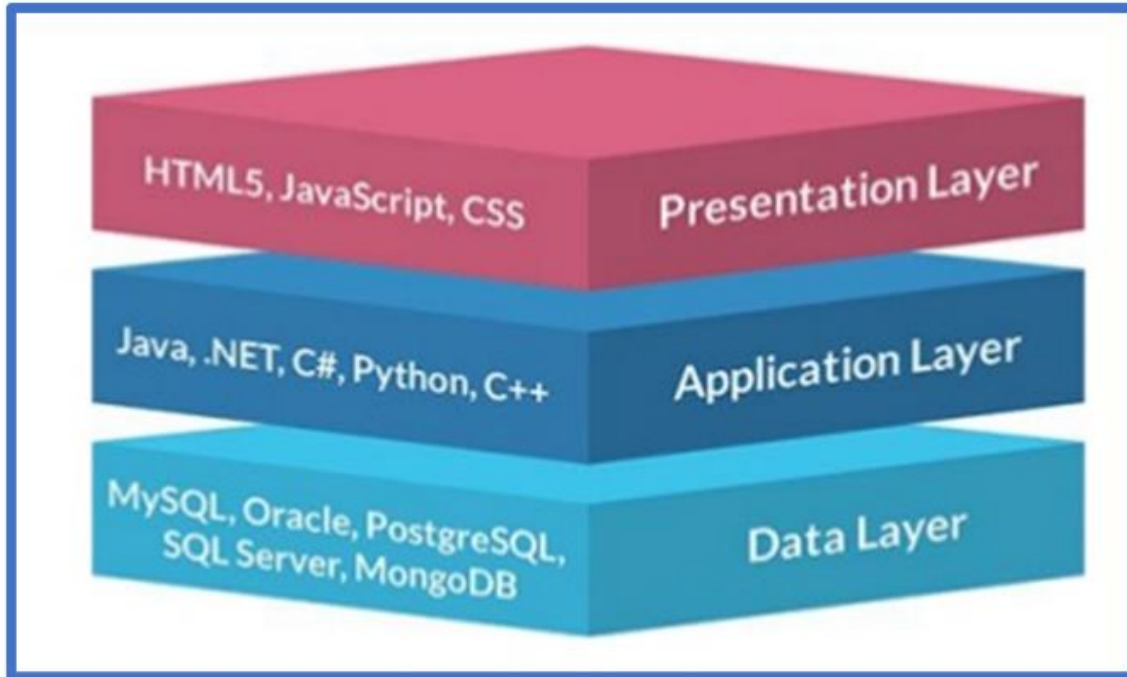 HTML5, JavaScript, CSS
Presentation Layer
Java, .NET, C#, Python, C++
Application Layer
MySQL, Oracle, PostgreSQL,
SQL Server, MongoDB
Data Layer